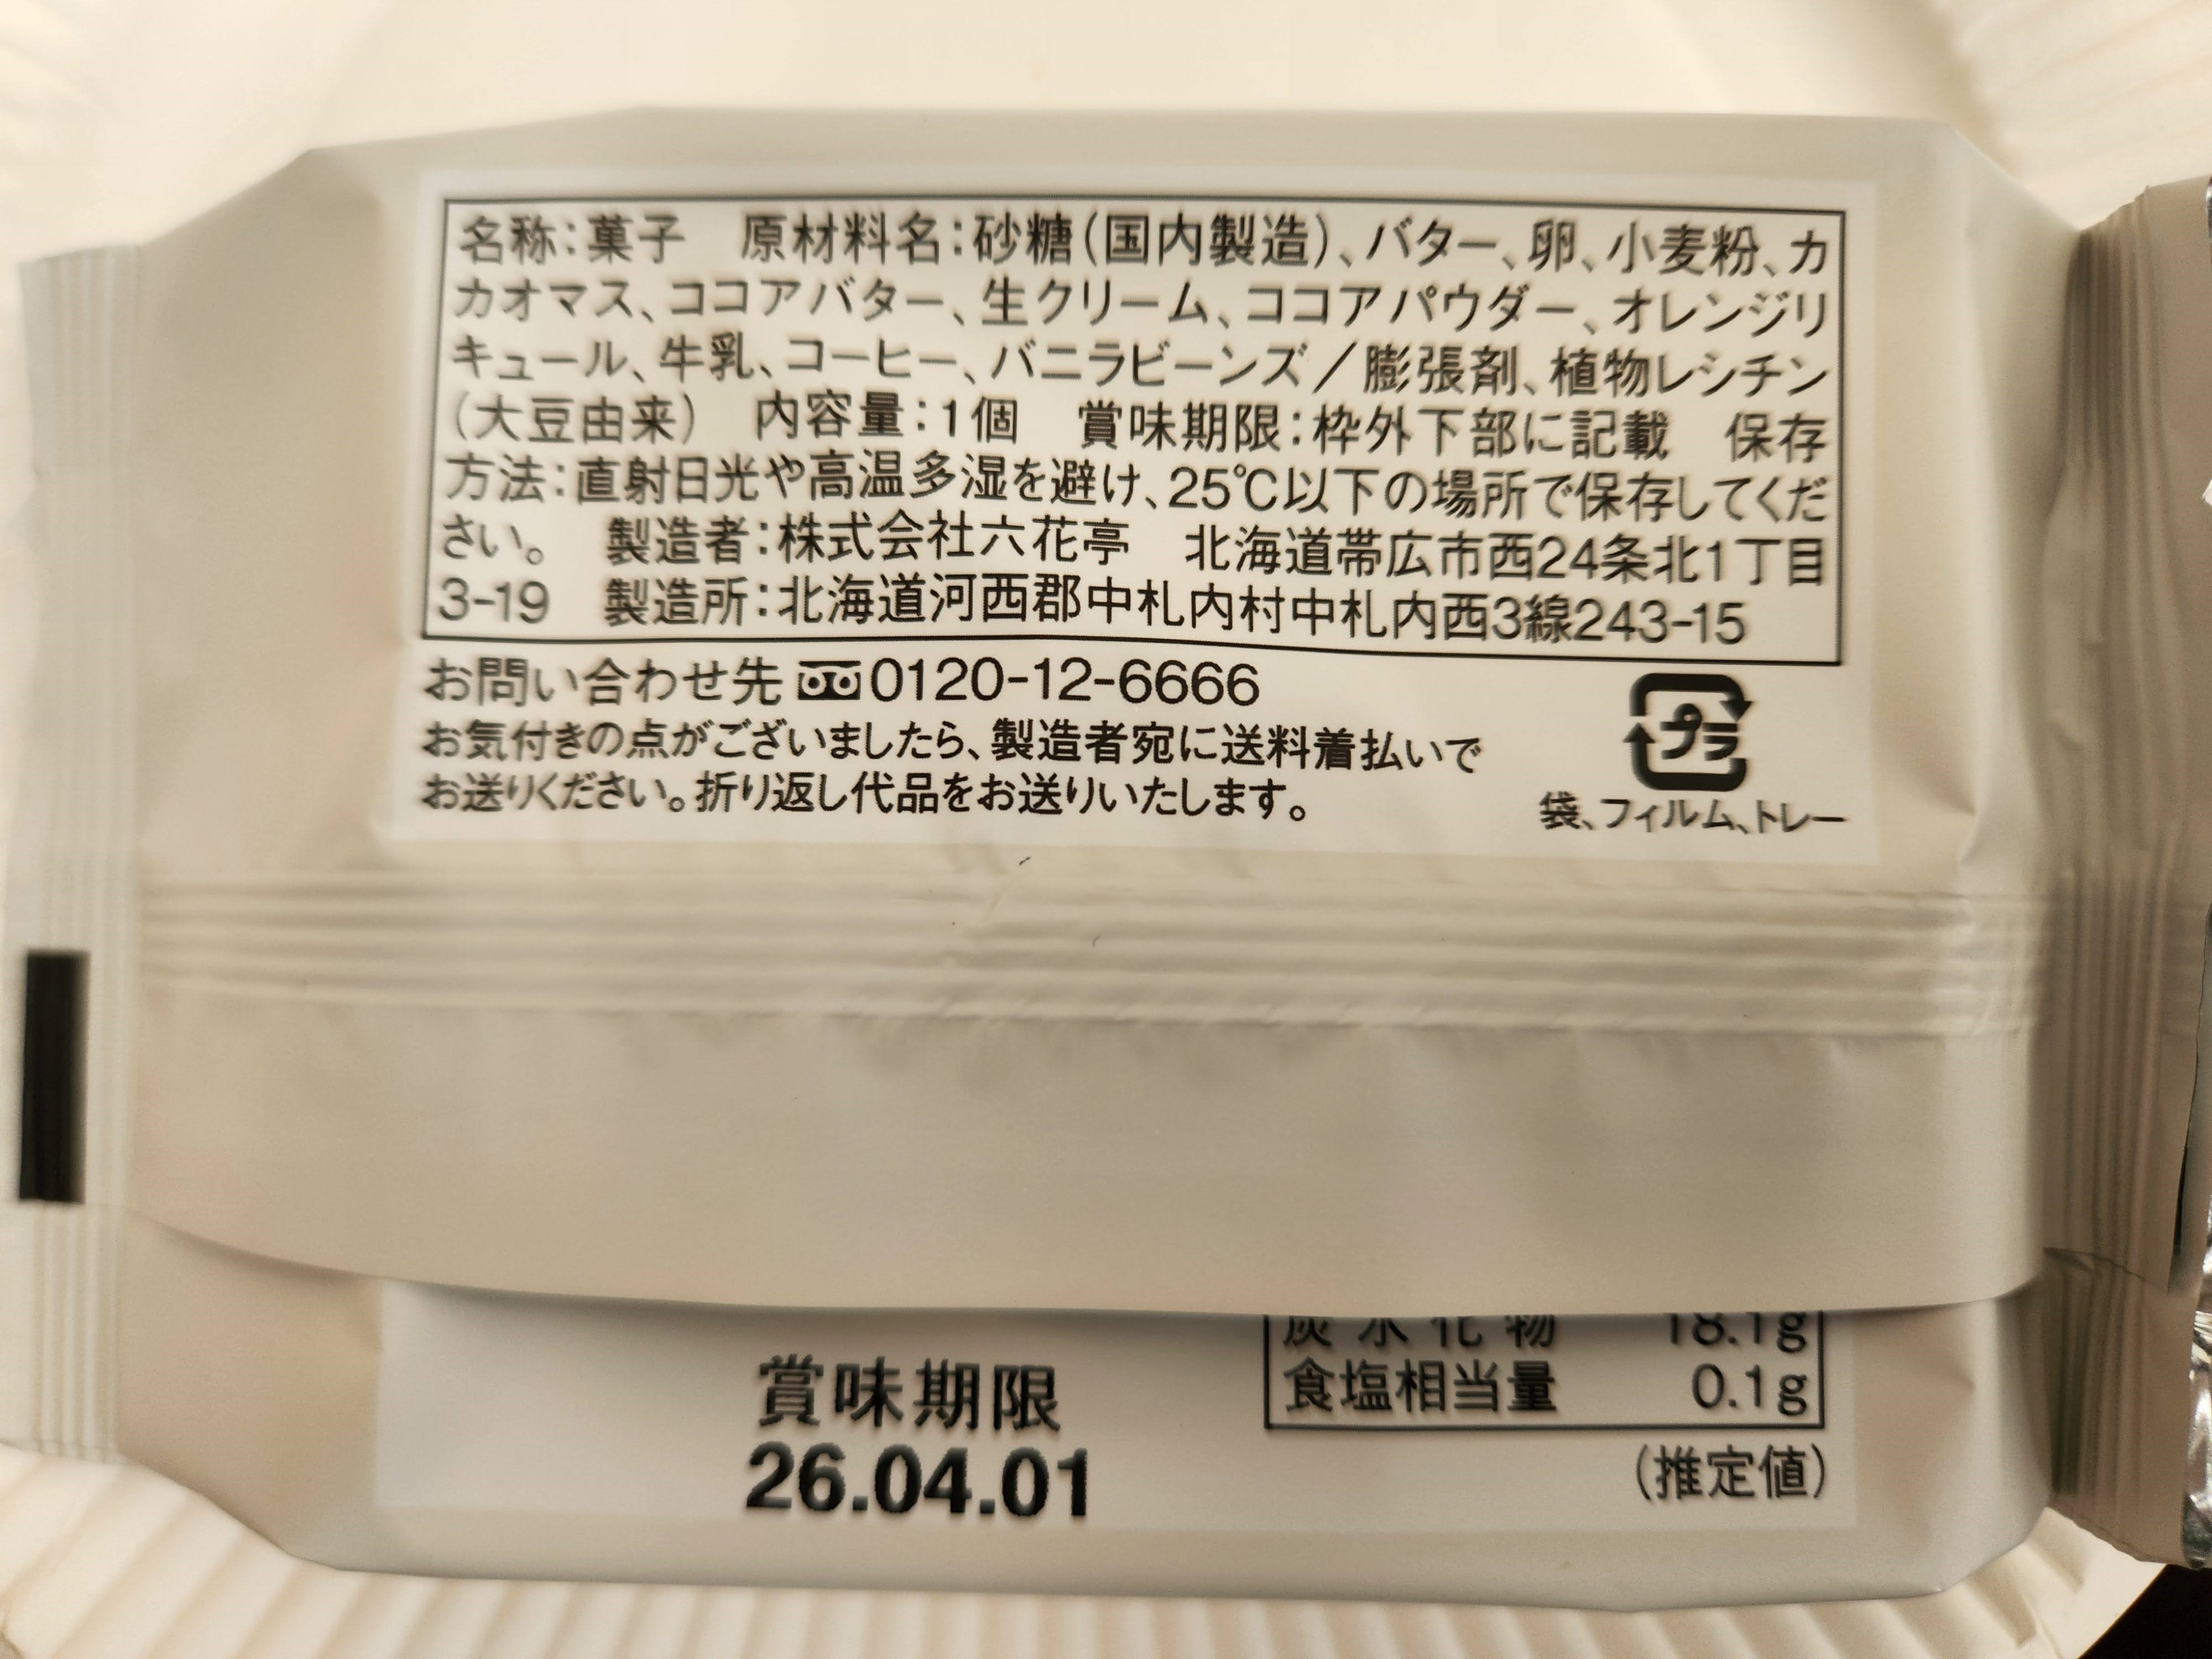 名称：菓子　原材料名：砂糖（国内製造）、バター、卵、小麦粉、カ
カオマス、ココアバター、生クリーム、ココアパウダー、オレンジリ
キュール、牛乳、コーヒー、バニラビーンズ／膨張剤、植物レシチン
（大豆由来）　内容量：1個　賞味期限：枠外下部に記載　保存
方法：直射日光や高温多湿を避け、25℃以下の場所で保存してくだ
さい。　製造者：株式会社六花亭　北海道帯広市西24条北1丁目
3-19　製造所：北海道河西郡中札内村中札内西3線243-15
お問い合わせ先 0120-12-6666
お気付きの点がございましたら、製造者宛に送料着払いで
お送りください。折り返し代品をお送りいたします。
プラ
袋、フィルム、トレー
炭水化物　18.1g
食塩相当量　0.1g
（推定値）
賞味期限
26.04.01